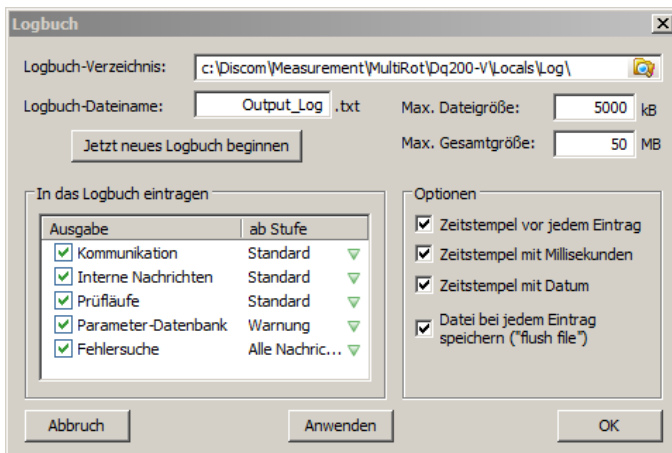 Logbuch
Logbuch-Verzeichnis: c:\Discom\Measurement\MultiRot\Dq200-V\Locals\Log\
Logbuch-Dateiname: Output_Log .txt Max. Dateigröße: 5000 kB
Jetzt neues Logbuch beginnen Max. Gesamtgröße: 50 MB
In das Logbuch eintragen
Ausgabe ab Stufe
Kommunikation Standard
Interne Nachrichten Standard
Prüfläufe Standard
Parameter-Datenbank Warnung
Fehlersuche Alle Nachric...
Optionen
Zeitstempel vor jedem Eintrag
Zeitstempel mit Millisekunden
Zeitstempel mit Datum
Datei bei jedem Eintrag
speichern ("flush file")
Abbruch Anwenden OK